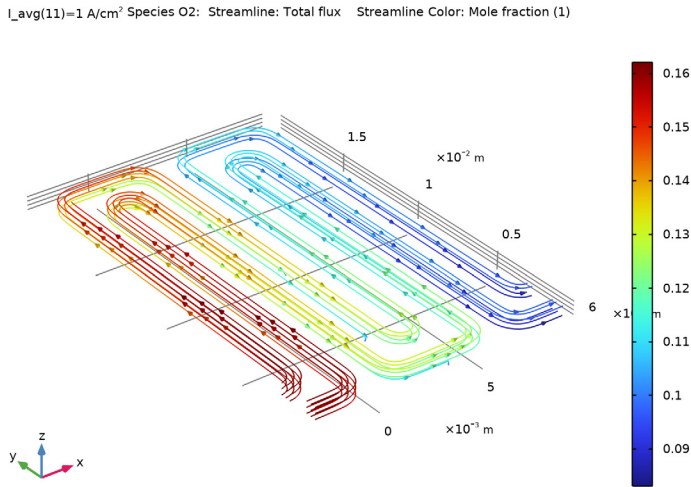 I_avg(11)=1 A/cm² Species O2: Streamline: Total flux Streamline Color: Mole fraction (1)
0.16
1.5
0.15
×10⁻² m
0.14
1
0.13
0.5
0.12
6
m
0.11
0.1
5
0
×10⁻³ m
0.09
z
y
x